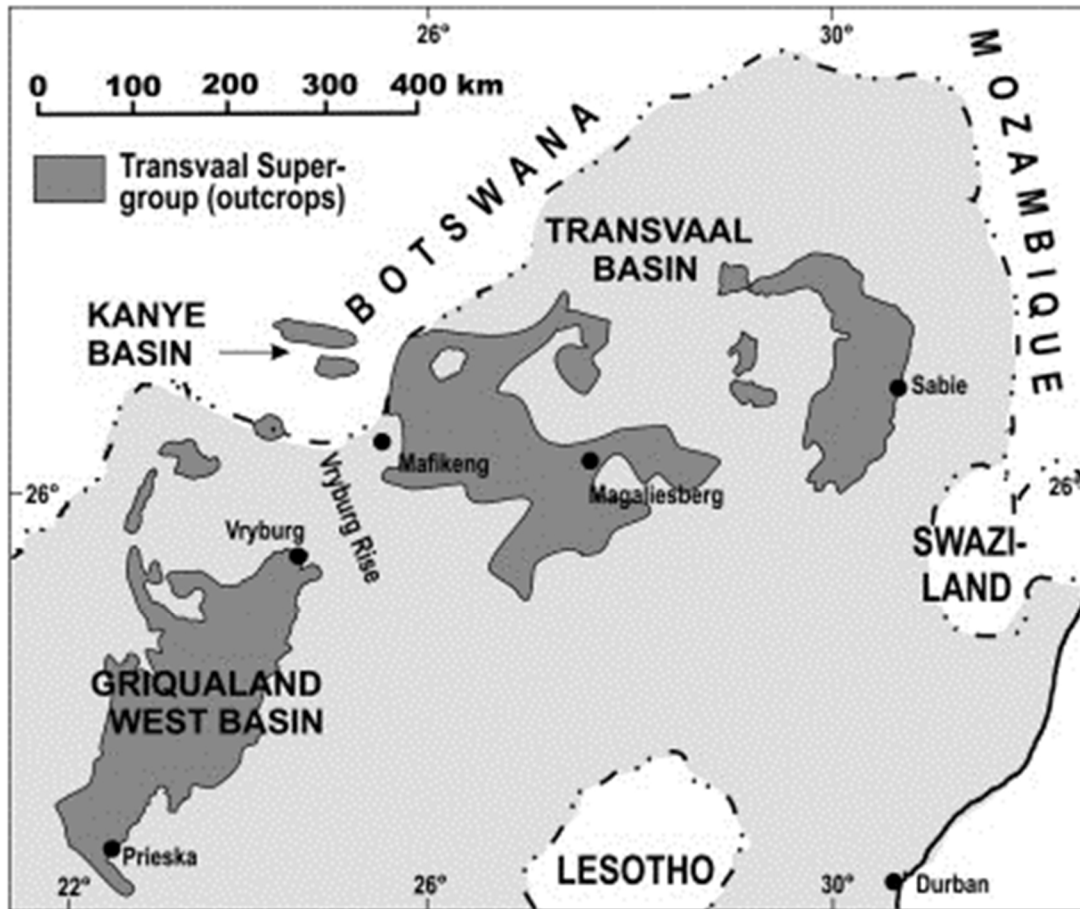 26°
30°
0 100 200 300 400 km
Transvaal Super-
group (outcrops)
BOTSWANA
MOZAMBIQUE
TRANSVAAL
BASIN
KANYE
BASIN
Sabie
Mafikeng
Magaliesberg
Vryburg Rise
26°
26°
Vryburg
SWAZI-
LAND
GRIQUALAND
WEST BASIN
Prieska
LESOTHO
22°
26°
30°
Durban